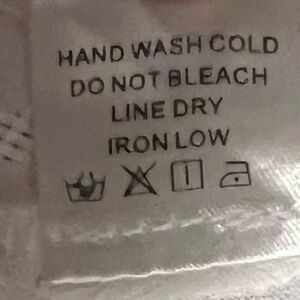 HAND WASH COLD
DO NOT BLEACH
LINE DRY
IRON LOW